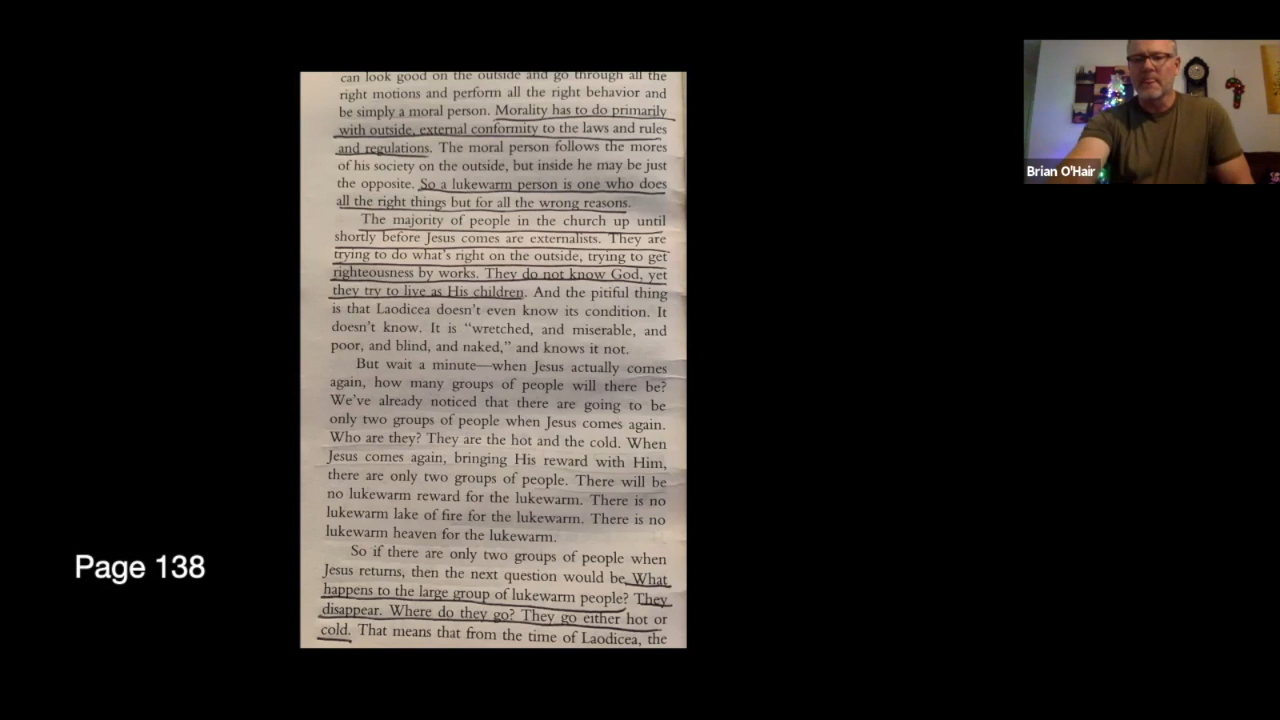 can look good on the outside and go through all the
right motions and perform all the right behavior and
be simply a moral person. Morality has to do primarily
with outside, external conformity to the laws and rules
and regulations. The moral person follows the mores
of his society on the outside, but inside he may be just
the opposite. So a lukewarm person is one who does
all the right things but for all the wrong reasons.
The majority of people in the church up until
shortly before Jesus comes are externalists. They are
trying to do what's right on the outside, trying to get
righteousness by works. They do not know God, yet
they try to live as His children. And the pitiful thing
is that Laodicea doesn't even know its condition. It
doesn't know. It is “wretched, and miserable, and
poor, and blind, and naked,” and knows it not.
But wait a minute—when Jesus actually comes
again, how many groups of people will there be?
We've already noticed that there are going to be
only two groups of people when Jesus comes again.
Who are they? They are the hot and the cold. When
Jesus comes again, bringing His reward with Him,
there are only two groups of people. There will be
no lukewarm reward for the lukewarm. There is no
lukewarm lake of fire for the lukewarm. There is no
lukewarm heaven for the lukewarm.
So if there are only two groups of people when
Jesus returns, then the next question would be, What
happens to the large group of lukewarm people? They
disappear. Where do they go? They go either hot or
cold. That means that from the time of Laodicea, the
Page 138
Brian O'Hair